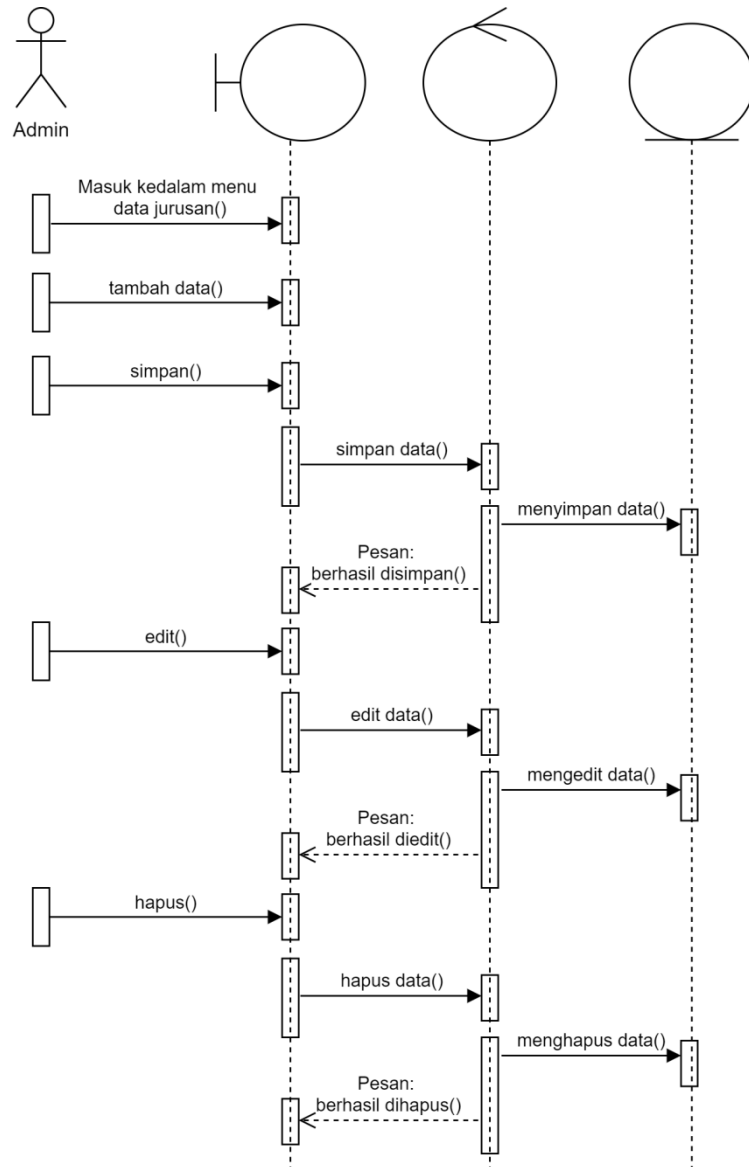 Admin
Masuk kedalam menu
data jurusan()
tambah data()
simpan()
simpan data()
menyimpan data()
Pesan:
berhasil disimpan()
edit()
edit data()
mengedit data()
Pesan:
berhasil diedit()
hapus()
hapus data()
menghapus data()
Pesan:
berhasil dihapus()